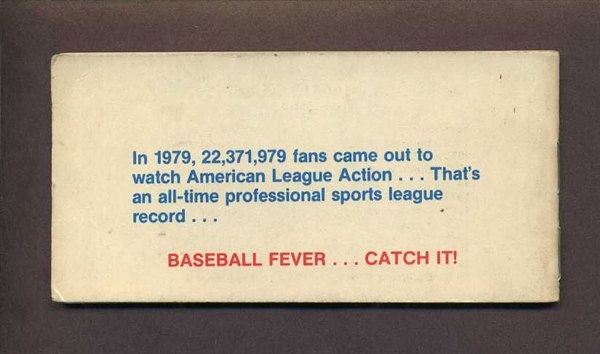 In 1979, 22,371,979 fans came out to
watch American League Action . . . That's
an all-time professional sports league
record . . .
BASEBALL FEVER . . . CATCH IT!